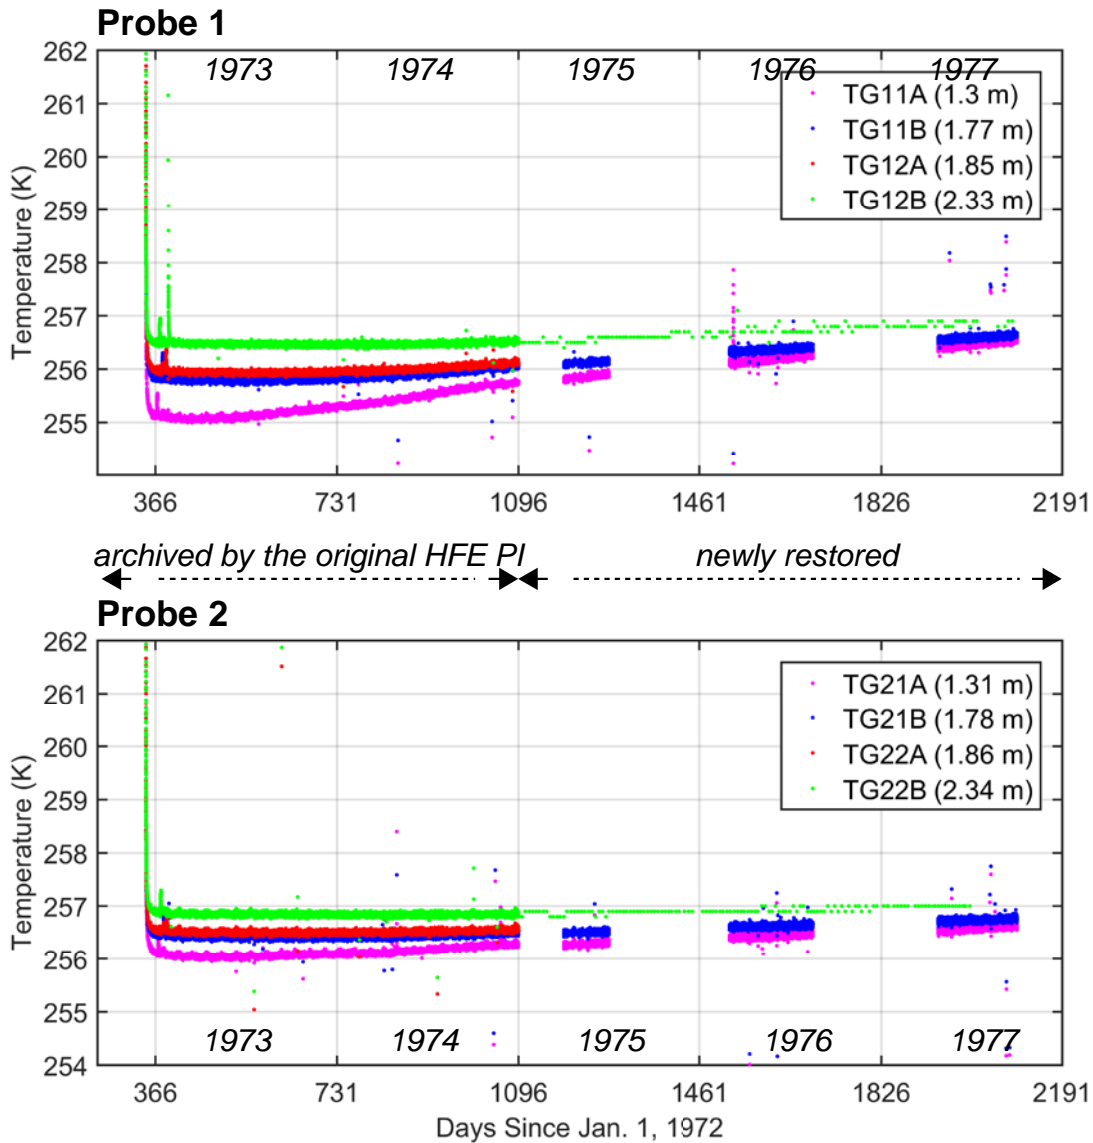 Probe 1
262
261
260
259
258
257
256
255
Temperature (K)
1973 1974 1975 1976 1977
TG11A (1.3 m)
TG11B (1.77 m)
TG12A (1.85 m)
TG12B (2.33 m)
366 731 1096 1461 1826 2191
archived by the original HFE PI newly restored
Probe 2
262
261
260
259
258
257
256
255
254
Temperature (K)
TG21A (1.31 m)
TG21B (1.78 m)
TG22A (1.86 m)
TG22B (2.34 m)
1973 1974 1975 1976 1977
366 731 1096 1461 1826 2191
Days Since Jan. 1, 1972